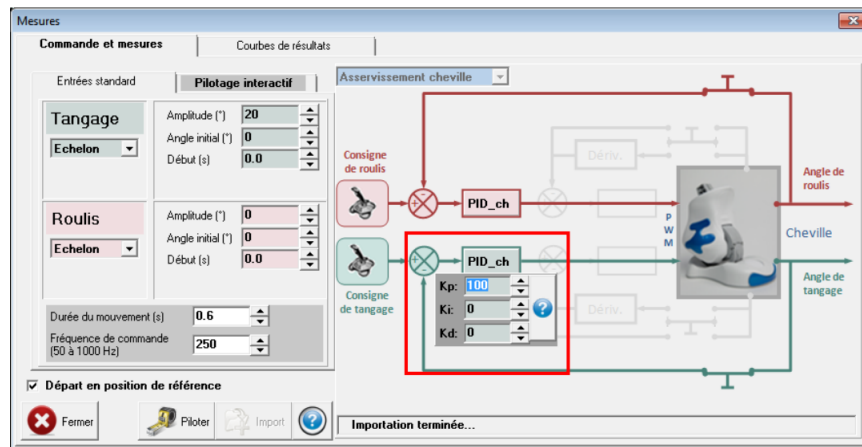 Mesures
Commande et mesures
Courbes de résultats
Entrées standard
Pilotage interactif
Tangage
Echelon
Amplitude (°) 20
Angle initial (°) 0
Début (s) 0.0
Roulis
Echelon
Amplitude (°) 0
Angle initial (°) 0
Début (s) 0.0
Durée du mouvement (s) 0.6
Fréquence de commande
(50 à 1000 Hz)
250
Départ en position de référence
Fermer
Piloter
Import
Asservissement cheville
Consigne
de roulis
PID_ch
Dériv.
Angle de
roulis
P
W
M
Cheville
Consigne
de tangage
PID_ch
Kp: 100
Ki: 0
Kd: 0
Dériv.
Angle de
tangage
Importation terminée...